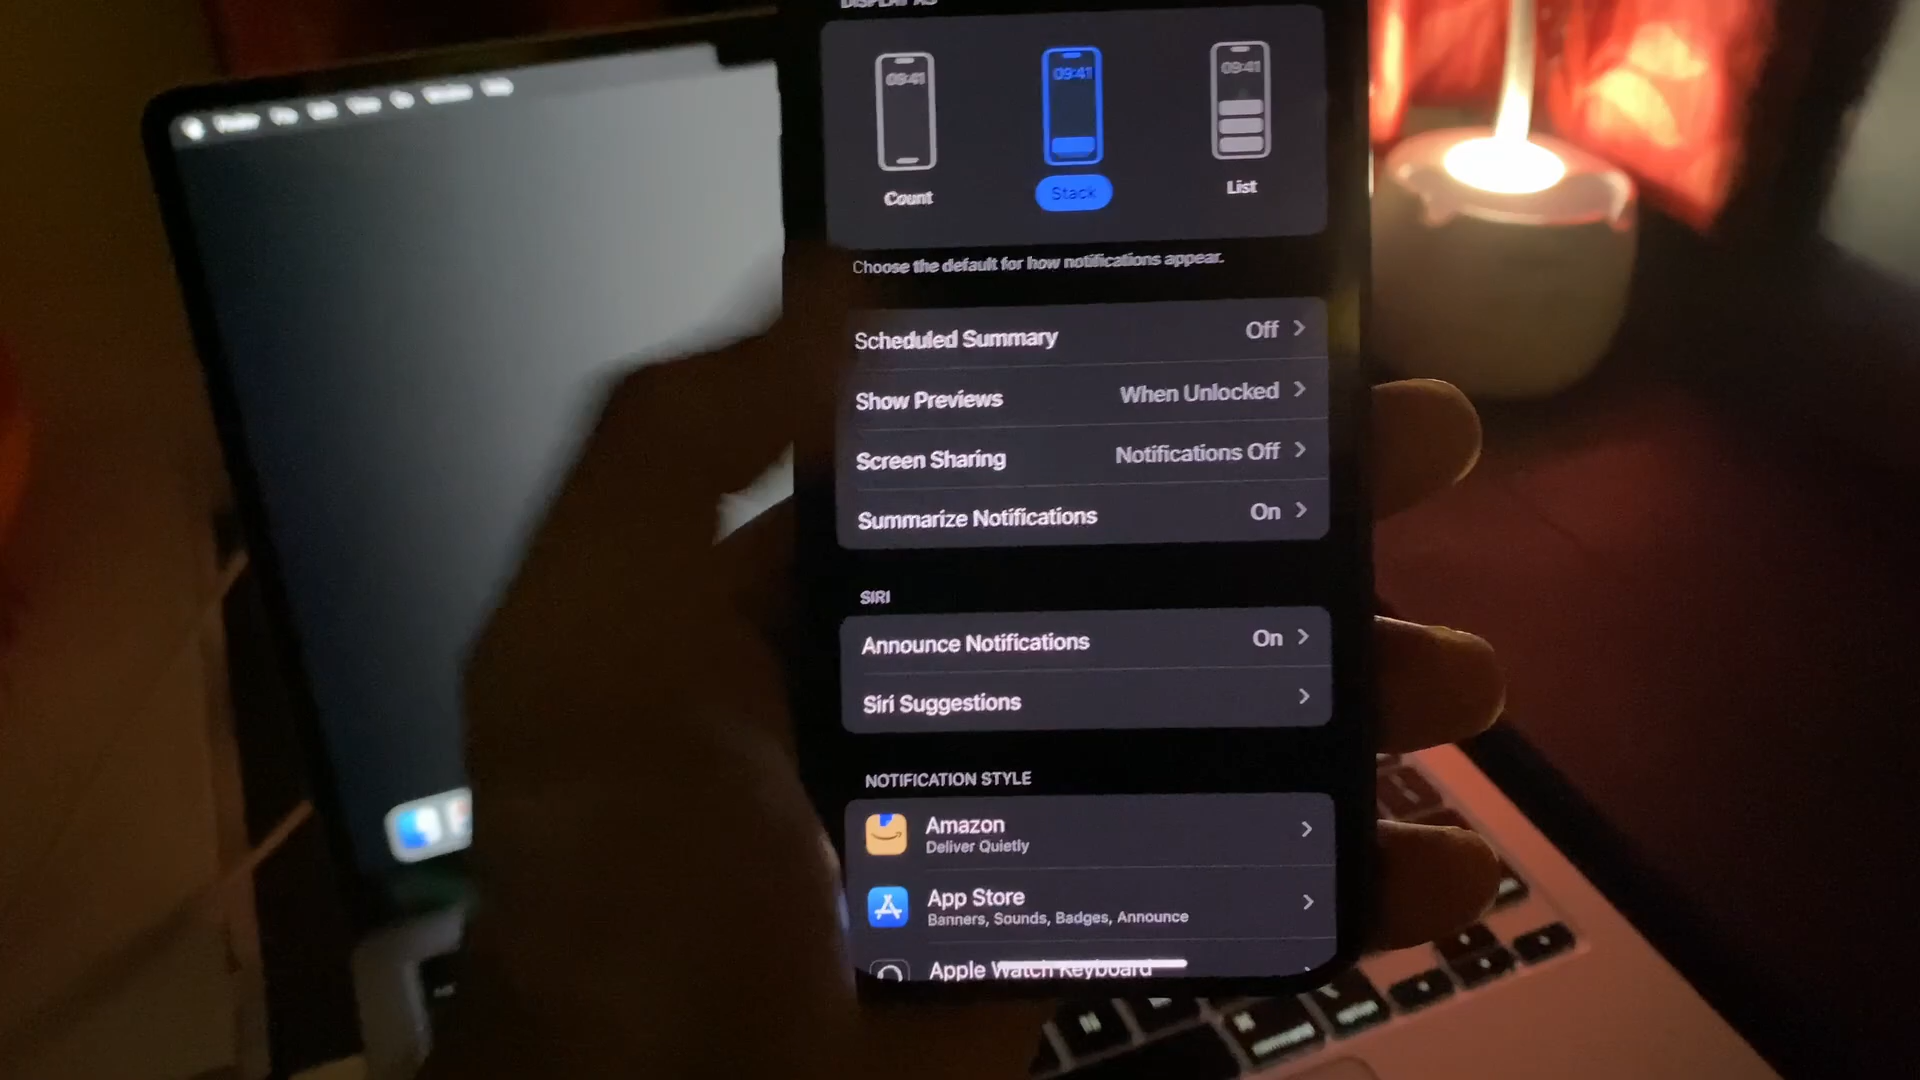 DISPLAY AS
09:41
09:41
09:41
Count
Stack
List
Choose the default for how notifications appear.
Scheduled Summary Off
Show Previews When Unlocked
Screen Sharing Notifications Off
Summarize Notifications On
SIRI
Announce Notifications On
Siri Suggestions
NOTIFICATION STYLE
Amazon
Deliver Quietly
App Store
Banners, Sounds, Badges, Announce
Apple Watch Keyboard
command
option